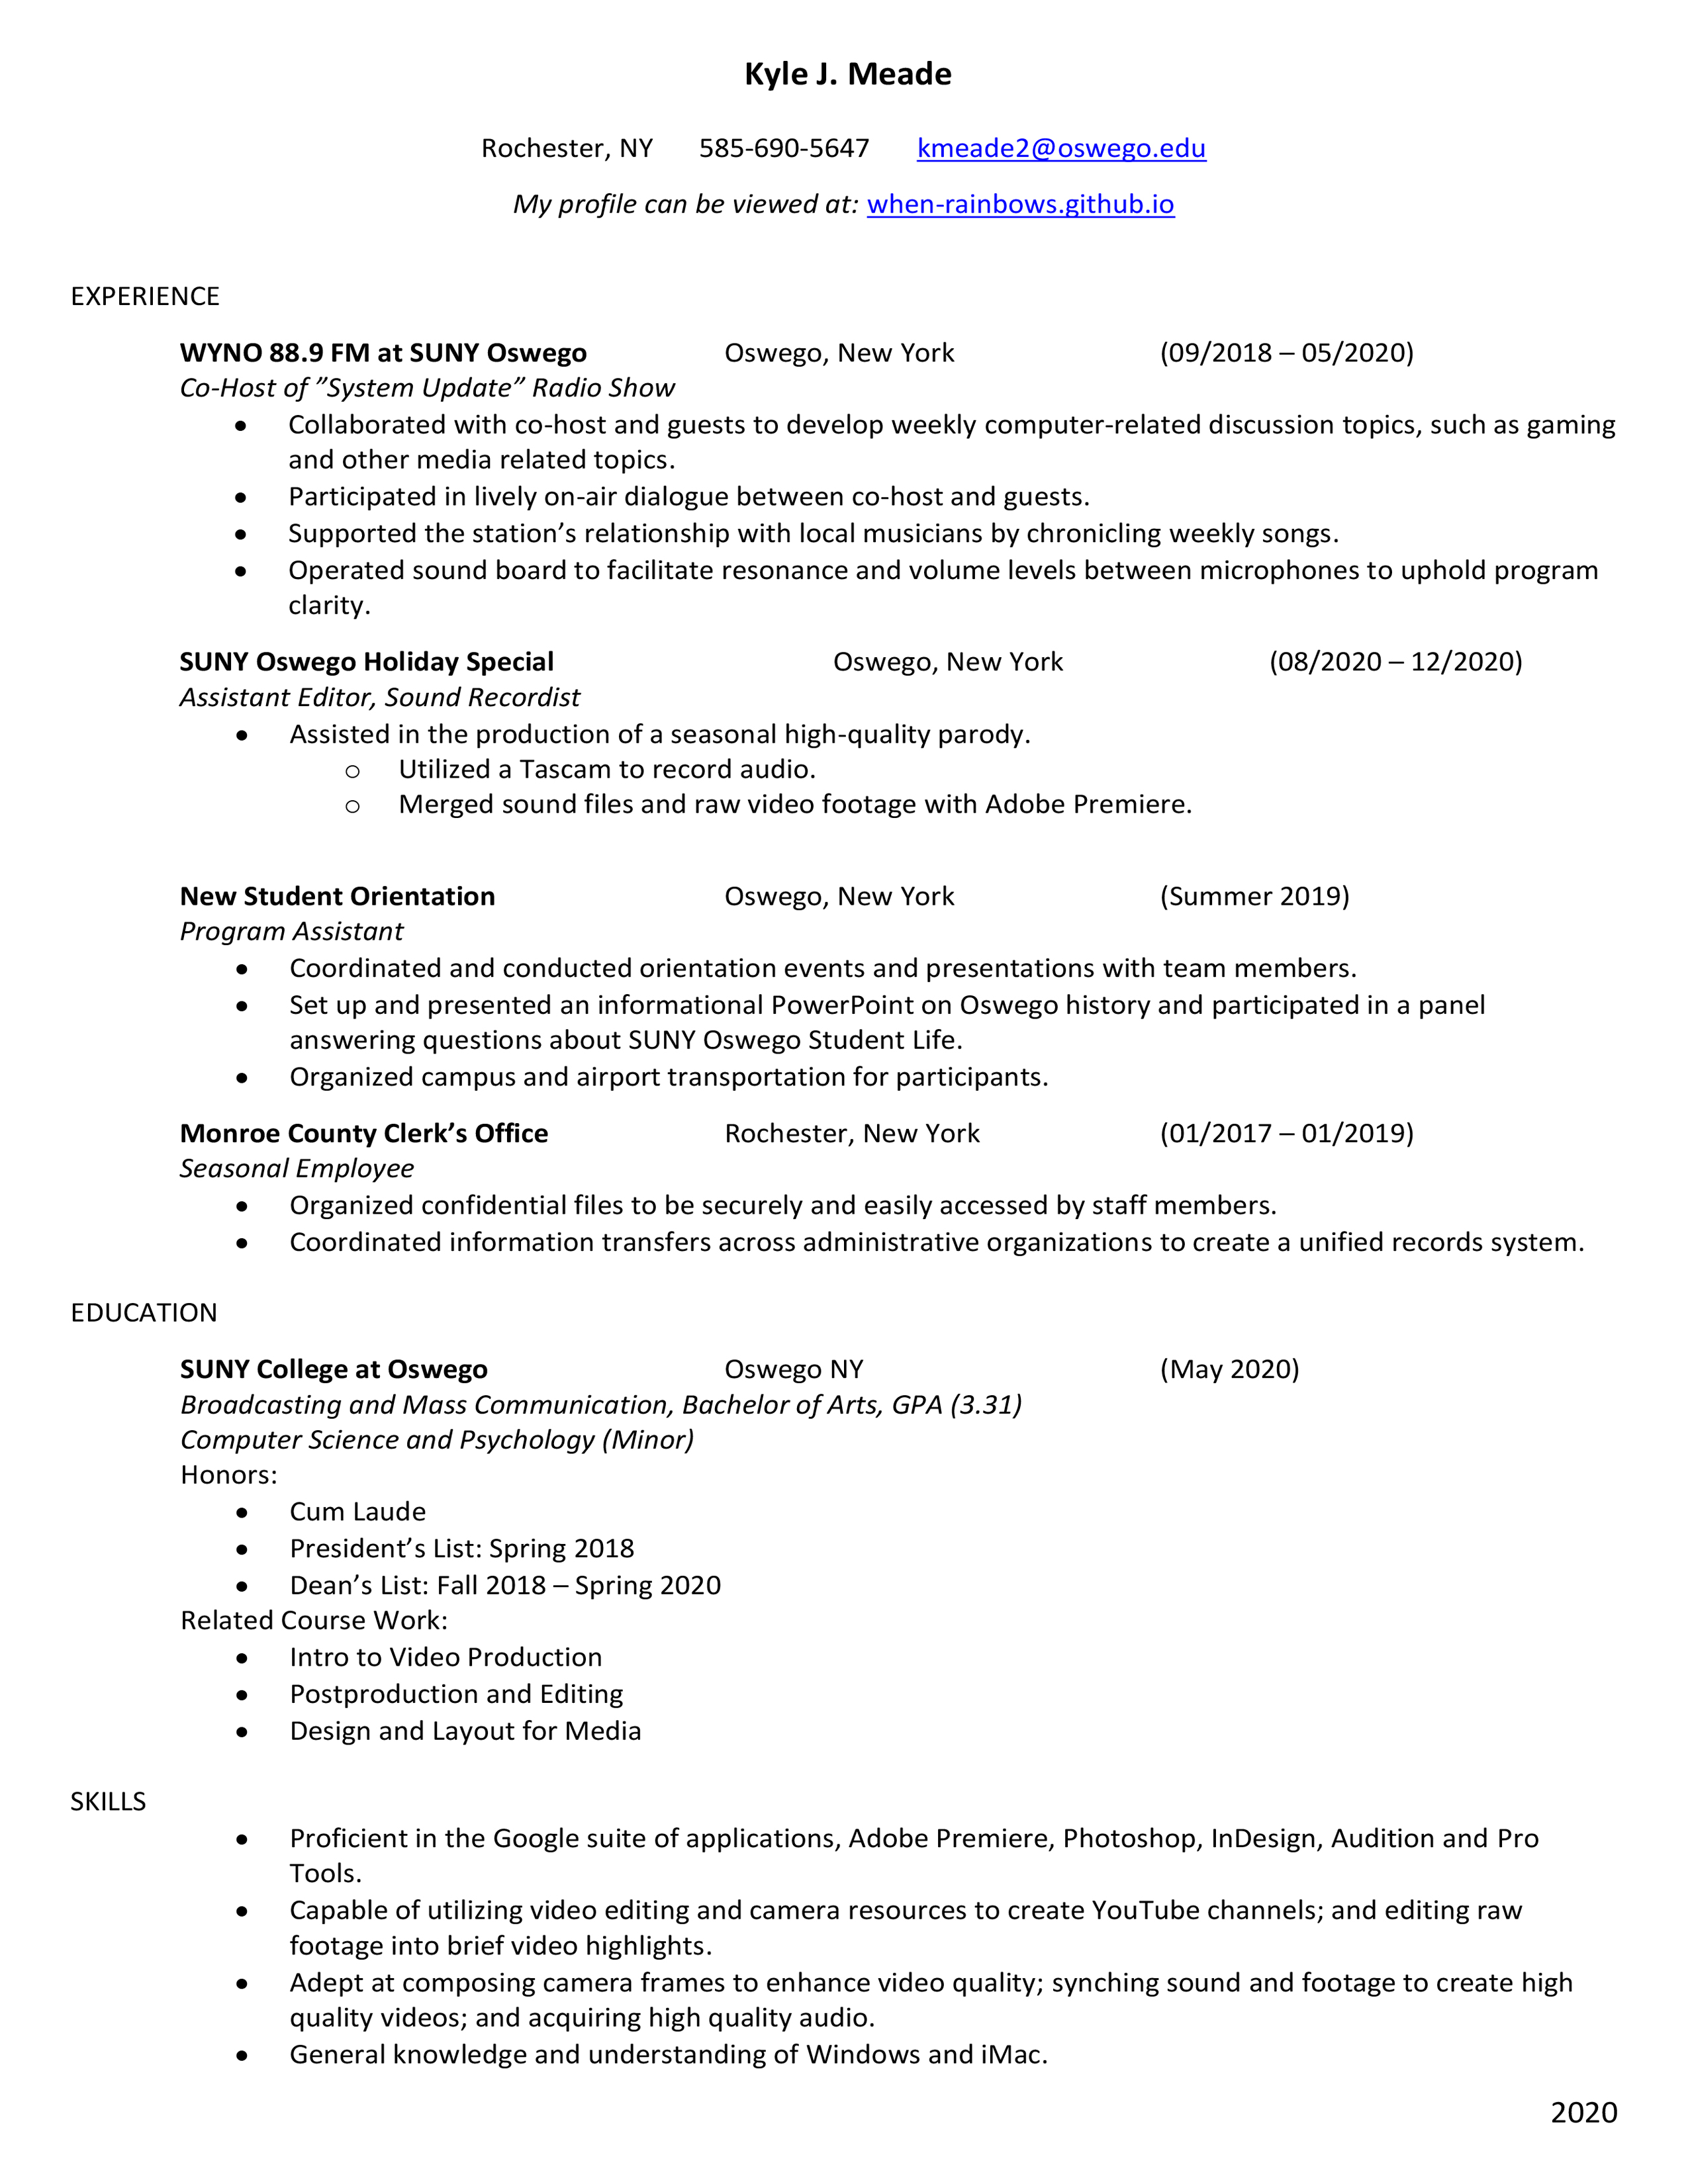 Kyle J. Meade
Rochester, NY 585-690-5647 kmeade2@oswego.edu
My profile can be viewed at: when-rainbows.github.io
EXPERIENCE
WYNO 88.9 FM at SUNY Oswego Oswego, New York (09/2018 – 05/2020)
Co-Host of ”System Update” Radio Show
• Collaborated with co-host and guests to develop weekly computer-related discussion topics, such as gaming
and other media related topics.
• Participated in lively on-air dialogue between co-host and guests.
• Supported the station’s relationship with local musicians by chronicling weekly songs.
• Operated sound board to facilitate resonance and volume levels between microphones to uphold program
clarity.
SUNY Oswego Holiday Special Oswego, New York (08/2020 – 12/2020)
Assistant Editor, Sound Recordist
• Assisted in the production of a seasonal high-quality parody.
o Utilized a Tascam to record audio.
o Merged sound files and raw video footage with Adobe Premiere.
New Student Orientation Oswego, New York (Summer 2019)
Program Assistant
• Coordinated and conducted orientation events and presentations with team members.
• Set up and presented an informational PowerPoint on Oswego history and participated in a panel
answering questions about SUNY Oswego Student Life.
• Organized campus and airport transportation for participants.
Monroe County Clerk’s Office Rochester, New York (01/2017 – 01/2019)
Seasonal Employee
• Organized confidential files to be securely and easily accessed by staff members.
• Coordinated information transfers across administrative organizations to create a unified records system.
EDUCATION
SUNY College at Oswego Oswego NY (May 2020)
Broadcasting and Mass Communication, Bachelor of Arts, GPA (3.31)
Computer Science and Psychology (Minor)
Honors:
• Cum Laude
• President’s List: Spring 2018
• Dean’s List: Fall 2018 – Spring 2020
Related Course Work:
• Intro to Video Production
• Postproduction and Editing
• Design and Layout for Media
SKILLS
• Proficient in the Google suite of applications, Adobe Premiere, Photoshop, InDesign, Audition and Pro
Tools.
• Capable of utilizing video editing and camera resources to create YouTube channels; and editing raw
footage into brief video highlights.
• Adept at composing camera frames to enhance video quality; synching sound and footage to create high
quality videos; and acquiring high quality audio.
• General knowledge and understanding of Windows and iMac.
2020